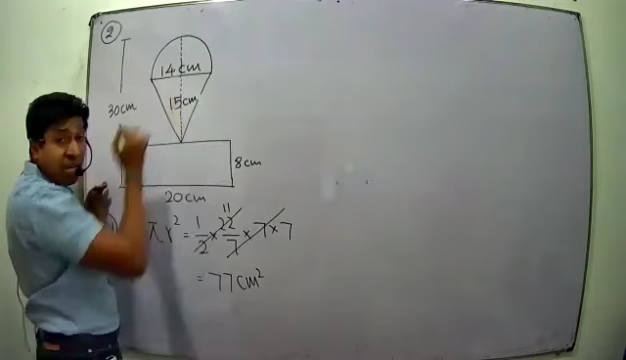 ②
14cm
30cm
15cm
8cm
20cm
πr² = 1/2 × 22/7 × 7 × 7
11
= 77cm²